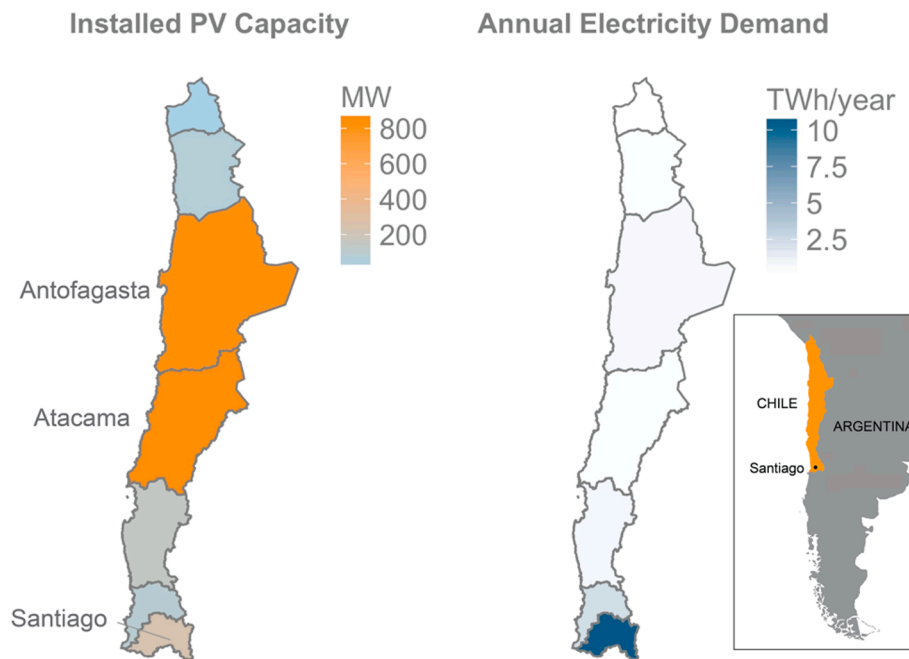 Installed PV Capacity
Annual Electricity Demand
MW
800
600
400
200
TWh/year
10
7.5
5
2.5
Antofagasta
Atacama
Santiago
CHILE
ARGENTINA
Santiago